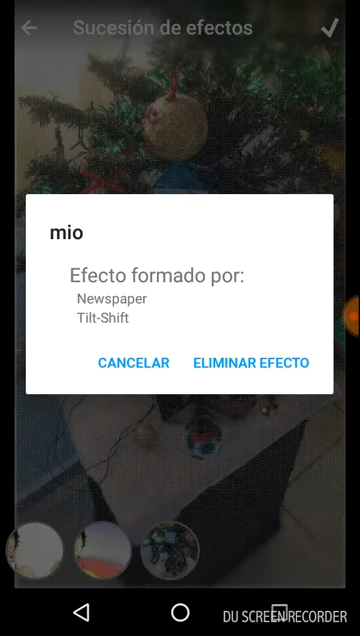 Sucesión de efectos
mio
Efecto formado por:
Newspaper
Tilt-Shift
CANCELAR ELIMINAR EFECTO
DU SCREEN RECORDER